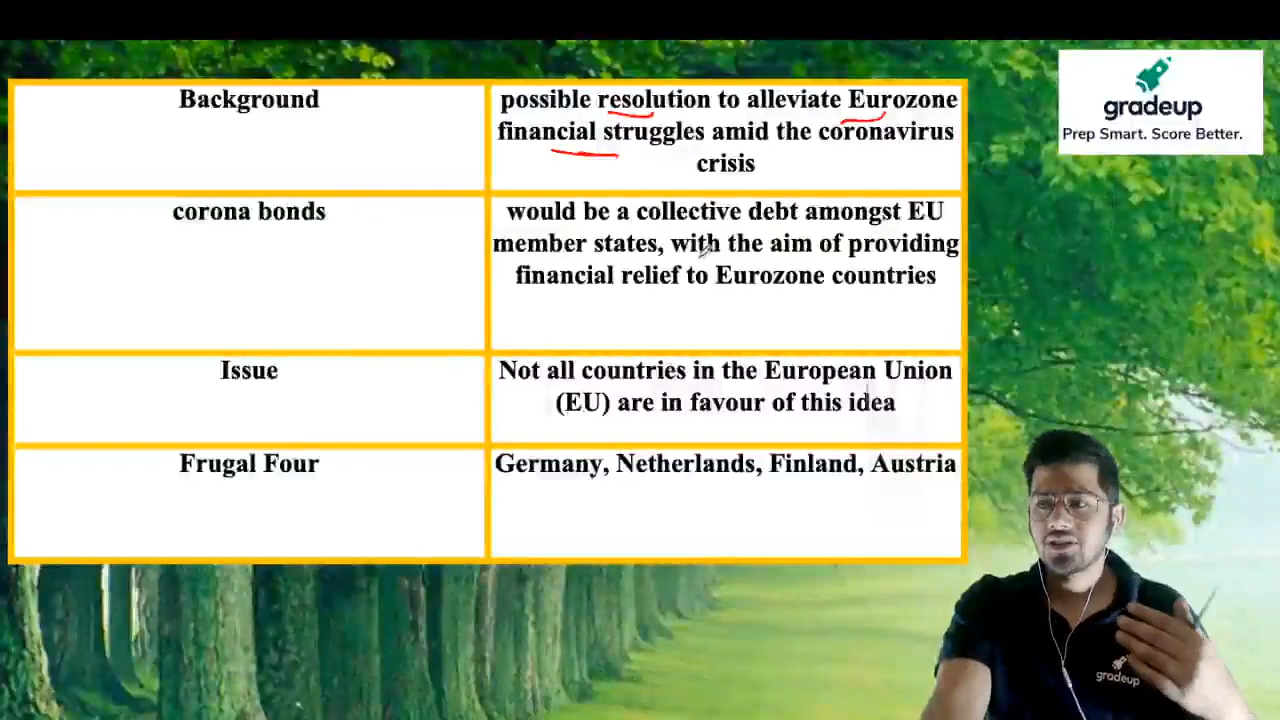 Background
possible resolution to alleviate Eurozone
financial struggles amid the coronavirus
crisis
corona bonds
would be a collective debt amongst EU
member states, with the aim of providing
financial relief to Eurozone countries
Issue
Not all countries in the European Union
(EU) are in favour of this idea
Frugal Four
Germany, Netherlands, Finland, Austria
gradeup
Prep Smart. Score Better.
gradeup